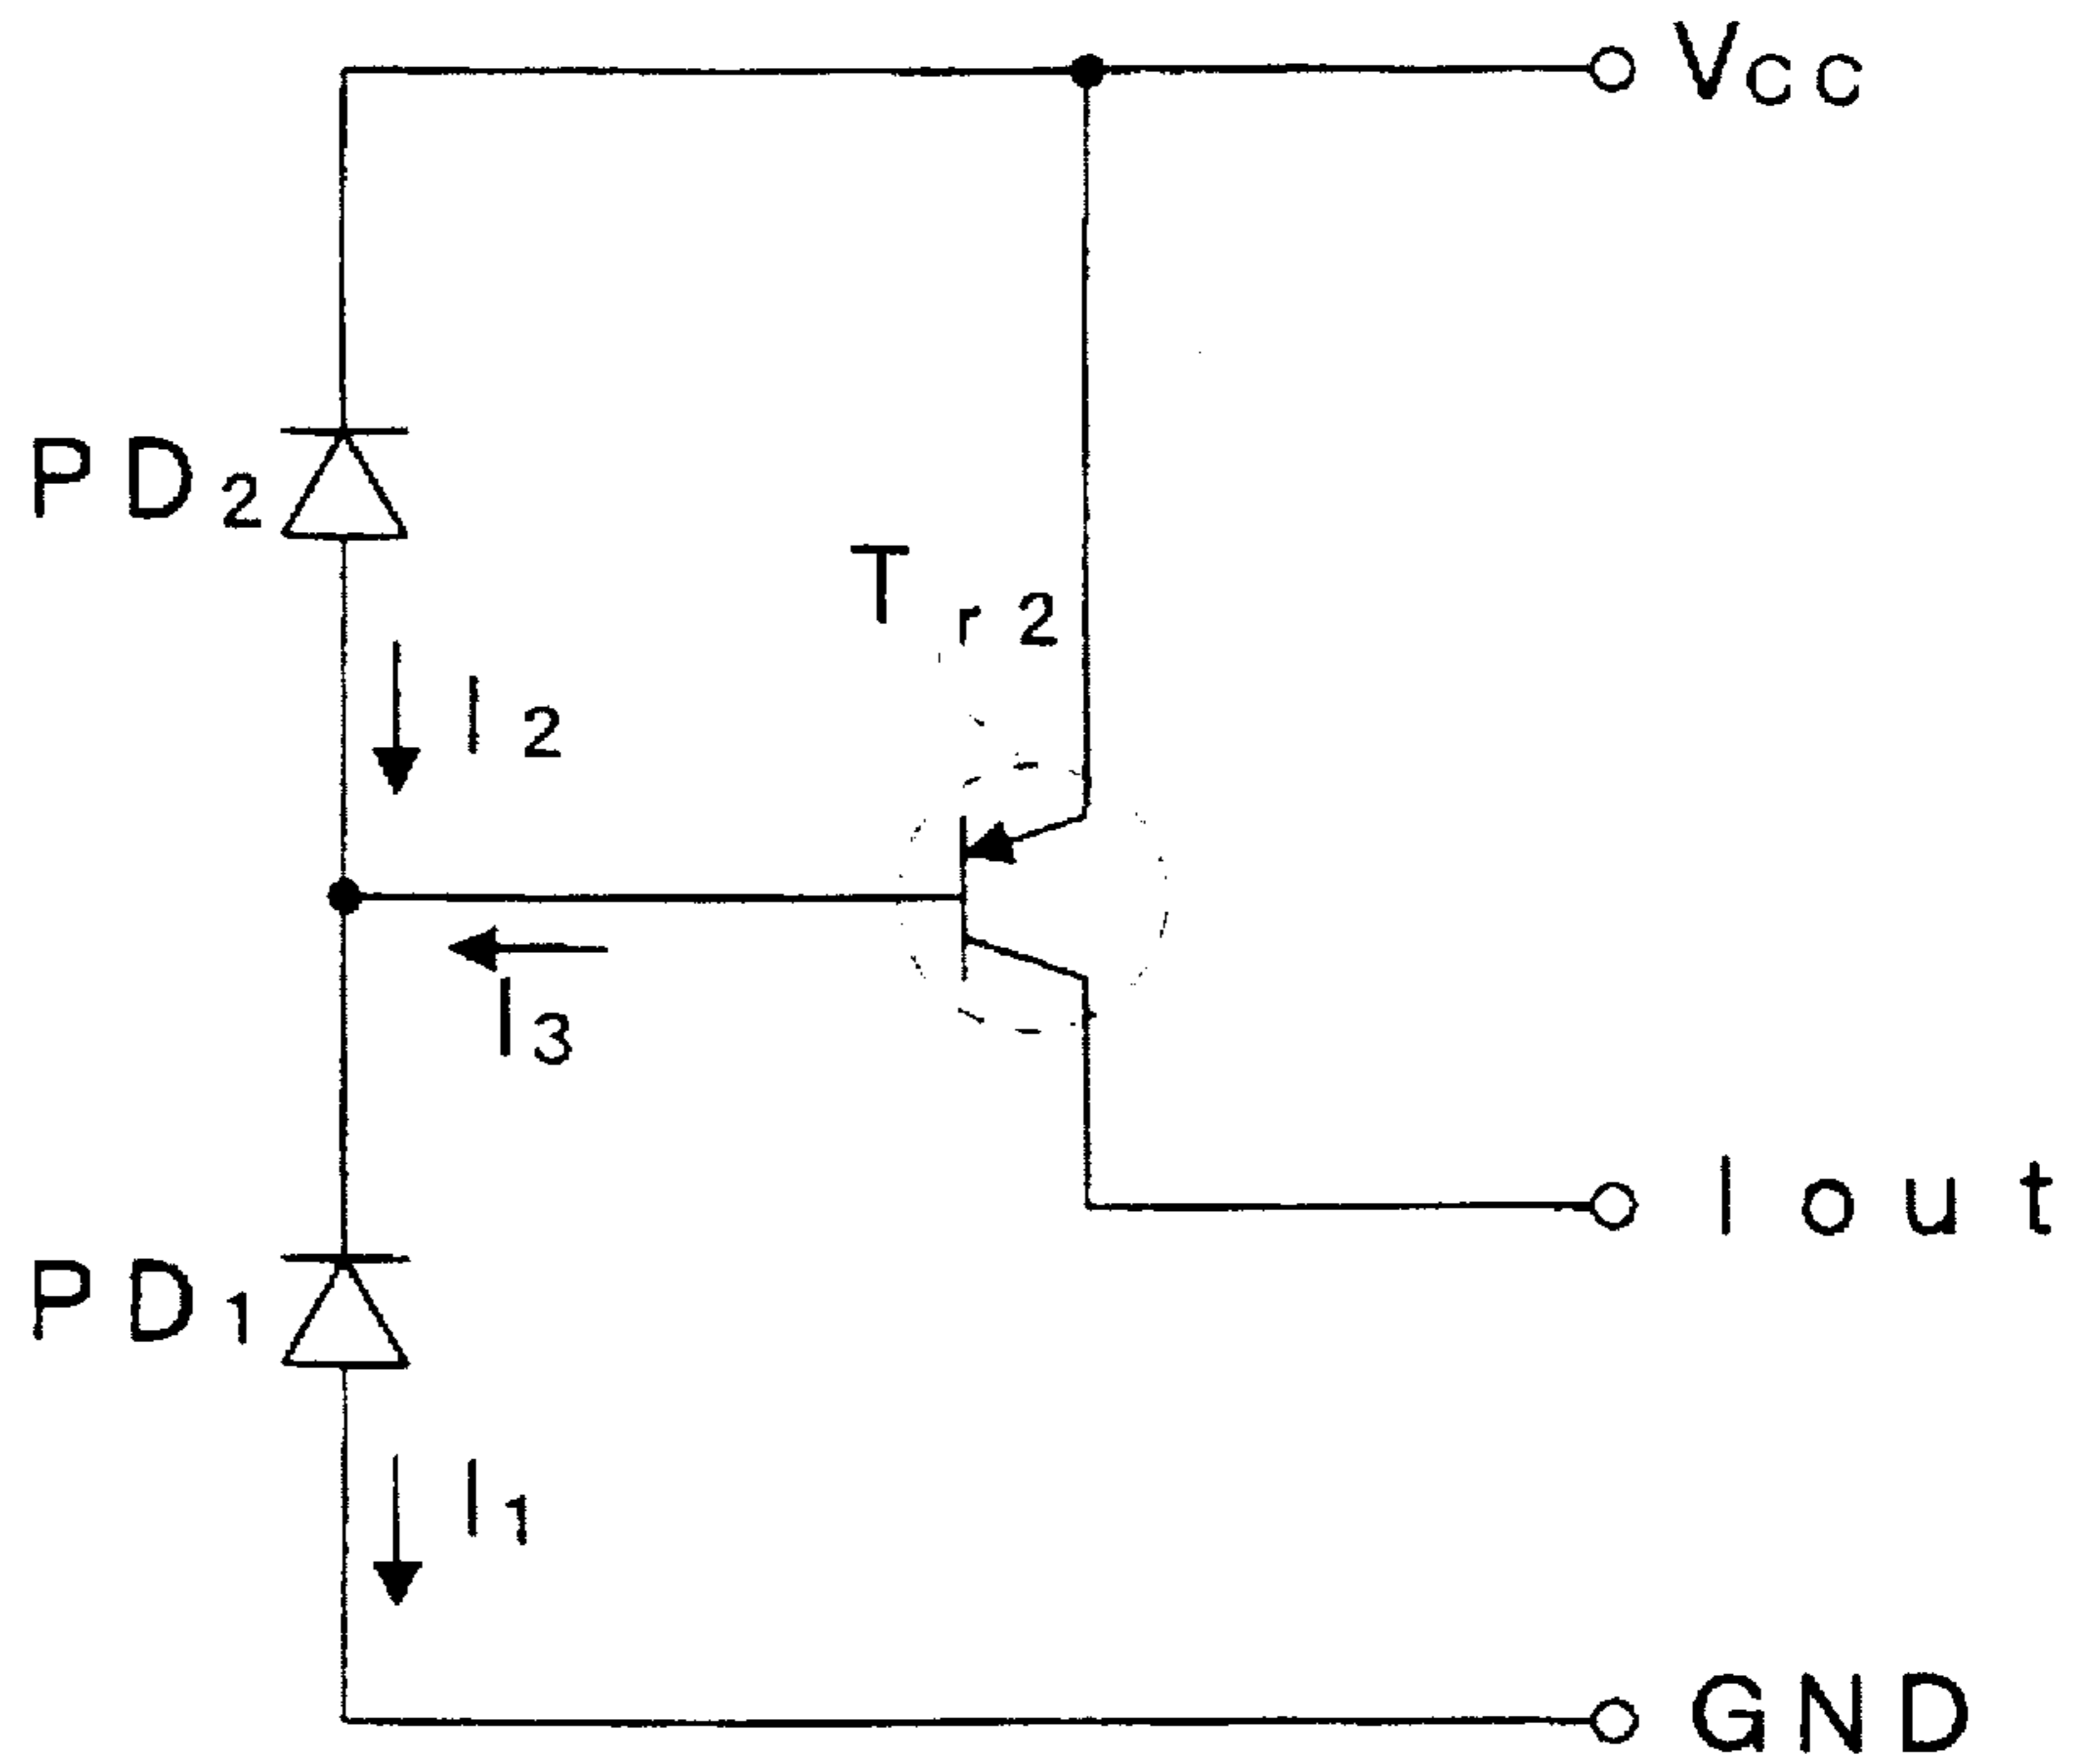 Vcc
PD2
Tr2
I2
I3
Iout
PD1
I1
GND